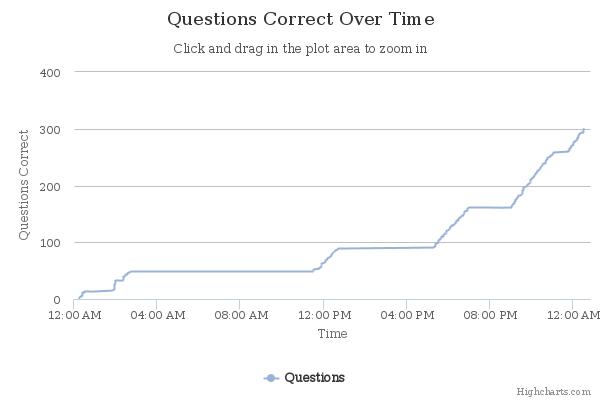 Questions Correct Over Time
Click and drag in the plot area to zoom in
Questions Correct
400
300
200
100
0
12:00 AM 04:00 AM 08:00 AM 12:00 PM 04:00 PM 08:00 PM 12:00 AM
Time
Questions
Highcharts.com